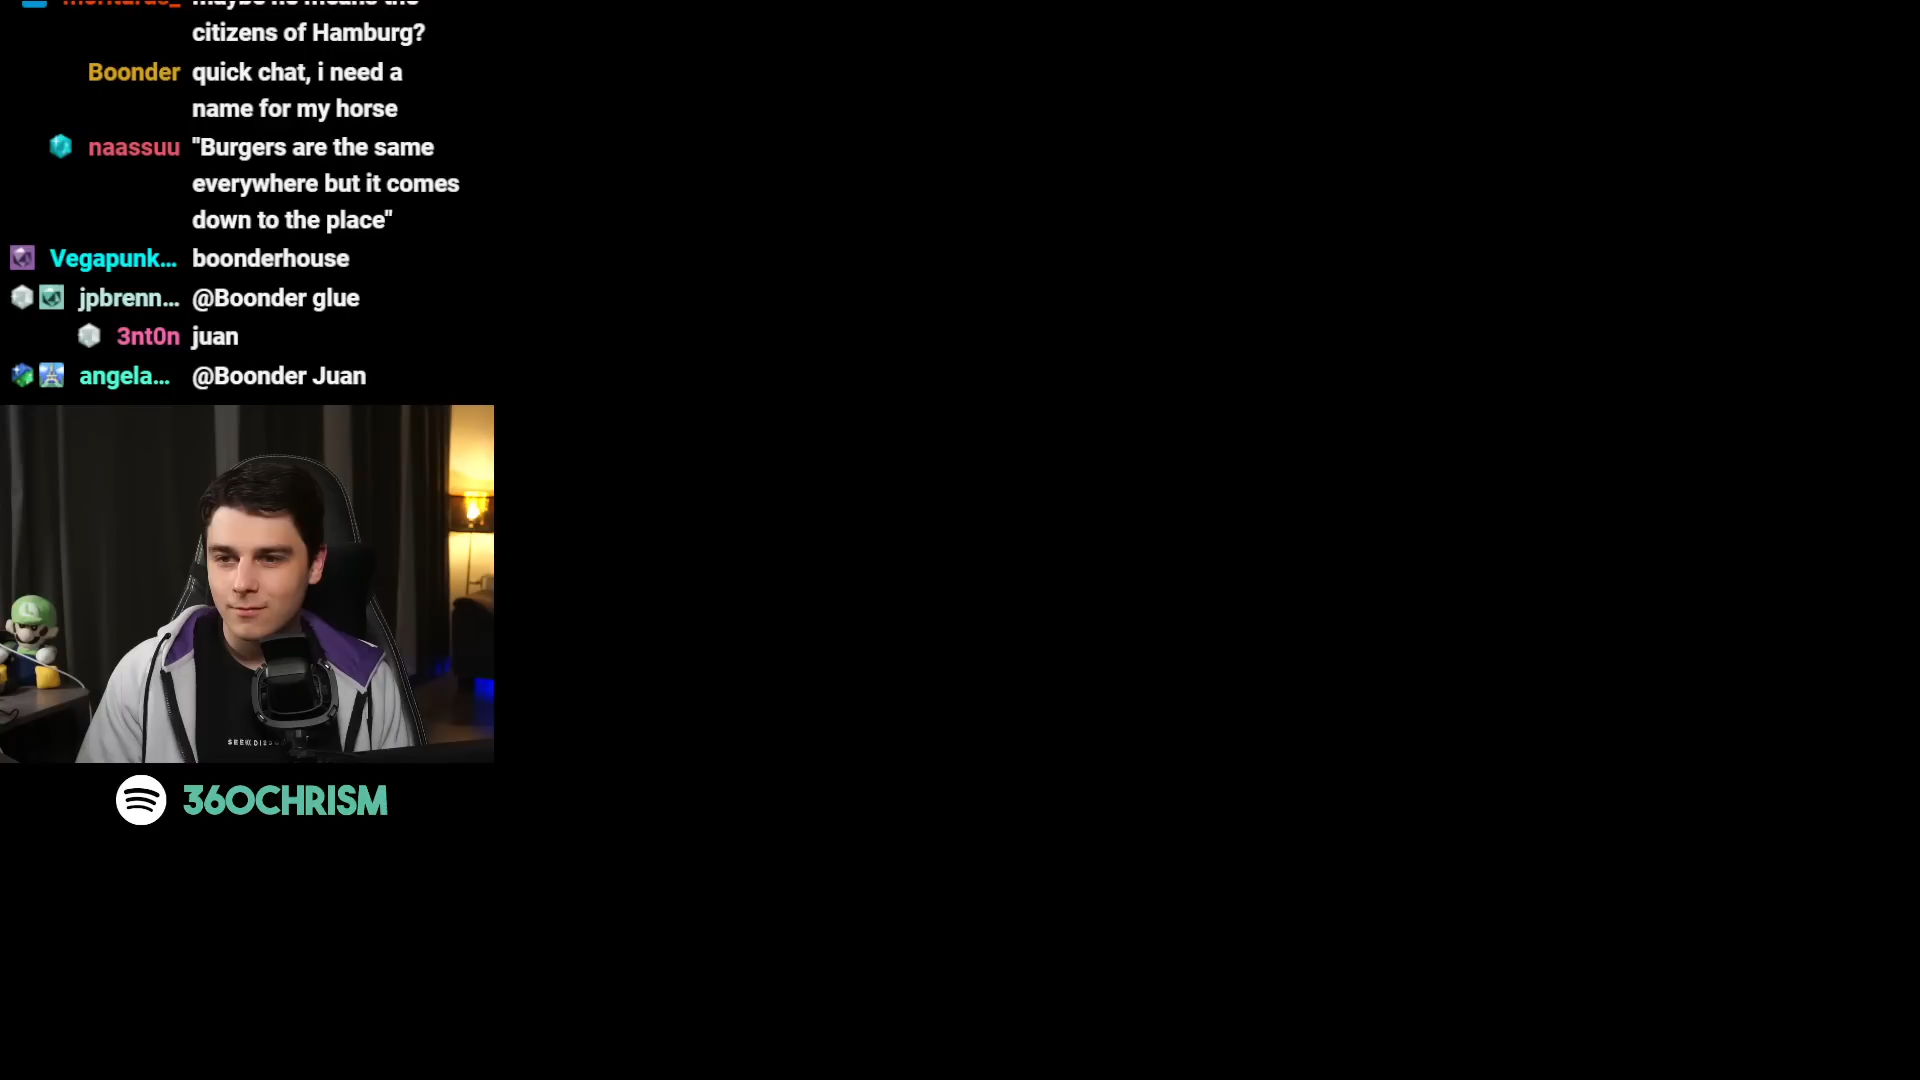 citizens of Hamburg?
Boonder quick chat, i need a
name for my horse
naassuu "Burgers are the same
everywhere but it comes
down to the place"
Vegapunk... boonderhouse
jpbrenn... @Boonder glue
3nt0n juan
angela... @Boonder Juan
360CHRISM